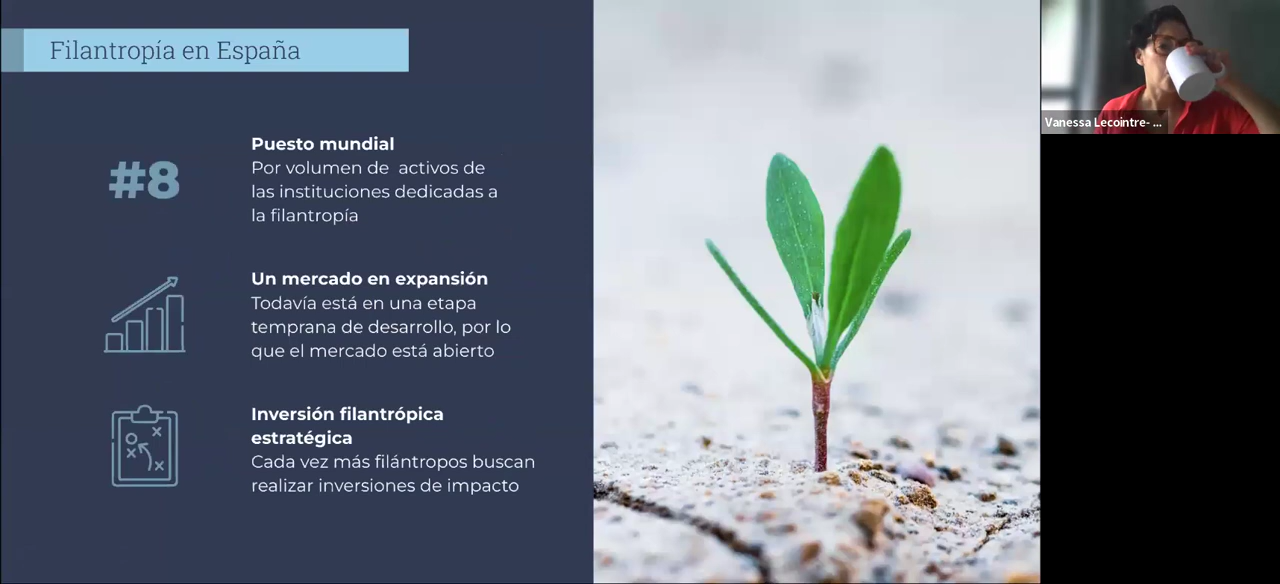 Filantropía en España
#8
Puesto mundial
Por volumen de activos de
las instituciones dedicadas a
la filantropía
Un mercado en expansión
Todavía está en una etapa
temprana de desarrollo, por lo
que el mercado está abierto
Inversión filantrópica
estratégica
Cada vez más filántropos buscan
realizar inversiones de impacto
Vanessa Lecointre- ...